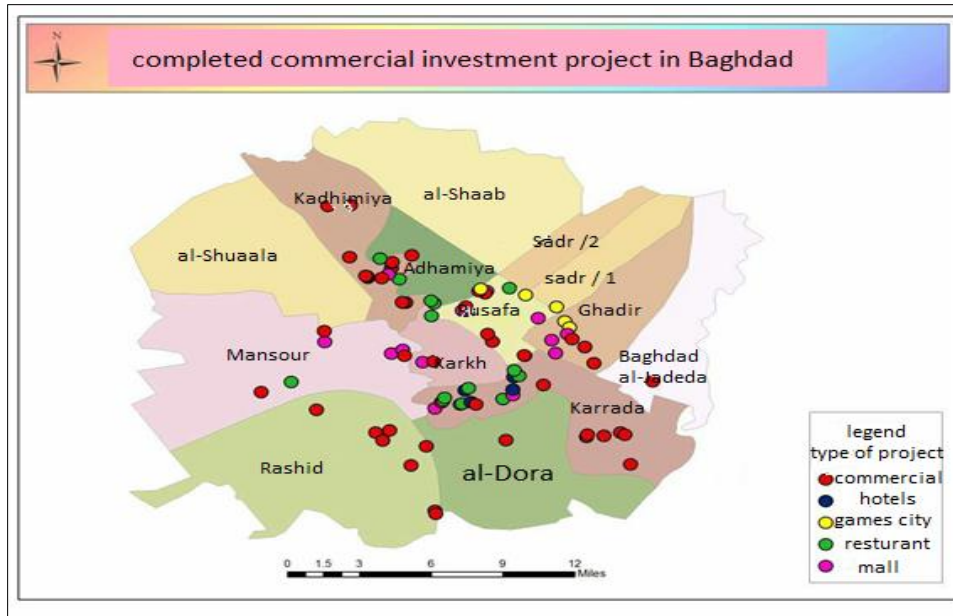 completed commercial investment project in Baghdad
Kadhimiya
al-Shaab
al-Shuaala
Adhamiya
Sadr /2
sadr / 1
Rusafa
Ghadir
Mansour
Karkh
Baghdad
al-Jadeda
Karrada
Rashid
al-Dora
legend
type of project
commercial
hotels
games city
resturant
mall
0 1.5 3 6 9 12
Miles